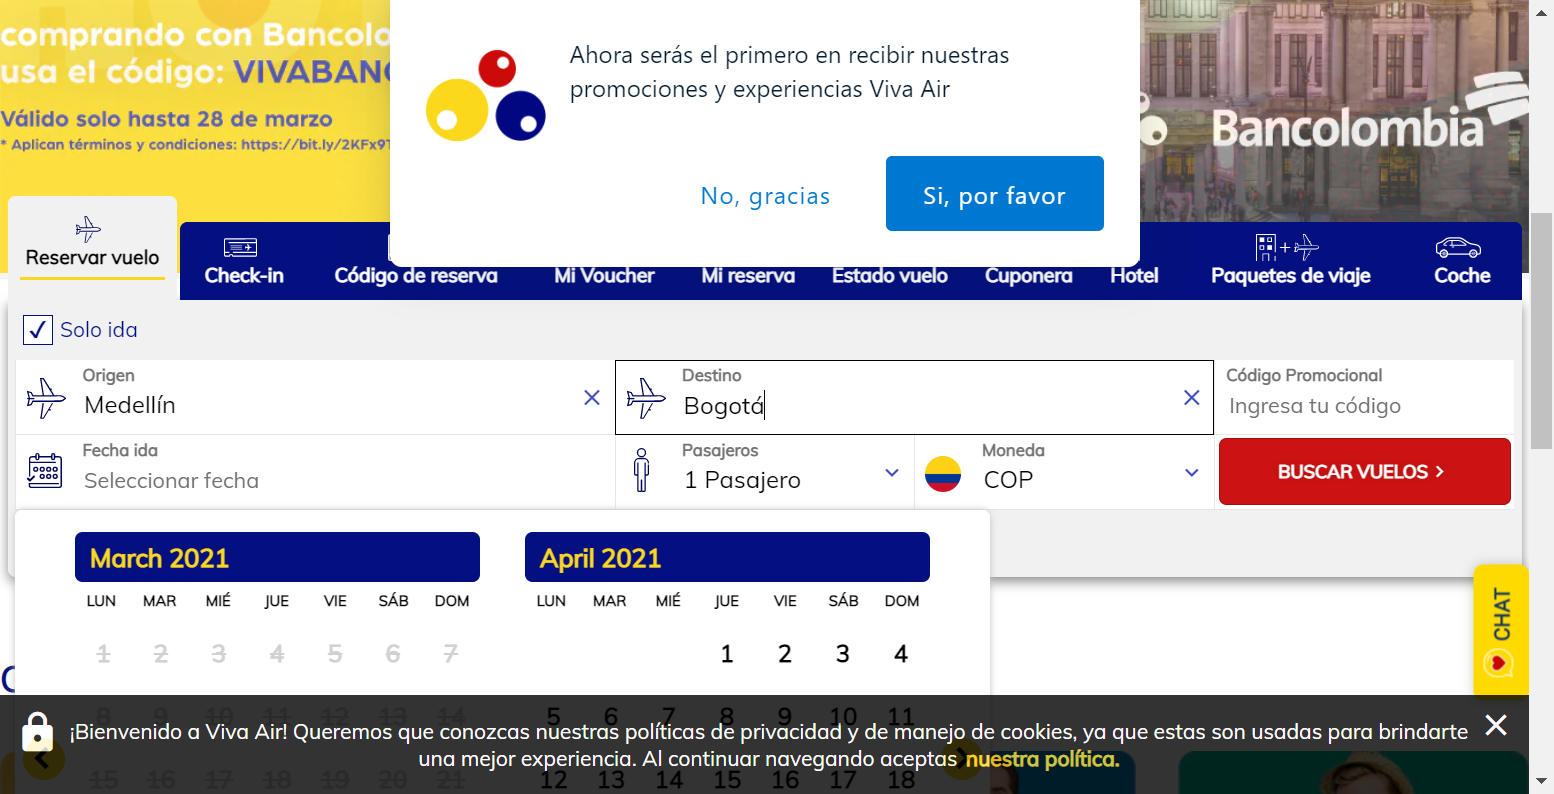 comprando con Bancolo
usa el código: VIVABANC
Válido solo hasta 28 de marzo
* Aplican términos y condiciones: https://bit.ly/2KFx9T
Ahora serás el primero en recibir nuestras
promociones y experiencias Viva Air
No, gracias
Si, por favor
Bancolombia
Reservar vuelo
Check-in
Código de reserva
Mi Voucher
Mi reserva
Estado vuelo
Cuponera
Hotel
Paquetes de viaje
Coche
Solo ida
Origen
Medellín
Destino
Bogotá
Código Promocional
Ingresa tu código
Fecha ida
Seleccionar fecha
Pasajeros
1 Pasajero
Moneda
COP
BUSCAR VUELOS >
March 2021
LUN MAR MIÉ JUE VIE SÁB DOM
1 2 3 4 5 6 7
8 9 10 11 12 13 14
15 16 17 18 19 20 21
April 2021
LUN MAR MIÉ JUE VIE SÁB DOM
1 2 3 4
5 6 7 8 9 10 11
12 13 14 15 16 17 18
CHAT
¡Bienvenido a Viva Air! Queremos que conozcas nuestras políticas de privacidad y de manejo de cookies, ya que estas son usadas para brindarte
una mejor experiencia. Al continuar navegando aceptas nuestra política.